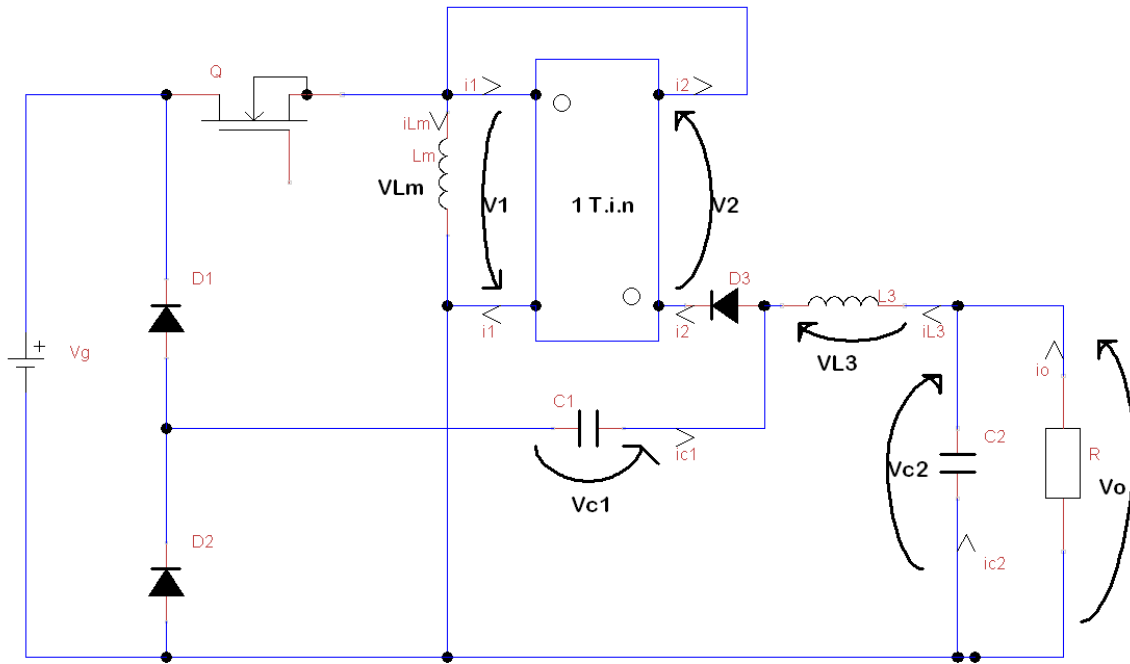 Q
i1
i2
iLm
Lm
VLm
V1
1 T.i.n
V2
D1
D3
L3
i1
i2
iL3
+
Vg
VL3
io
C1
C2
R
ic1
Vc2
Vo
Vc1
D2
ic2